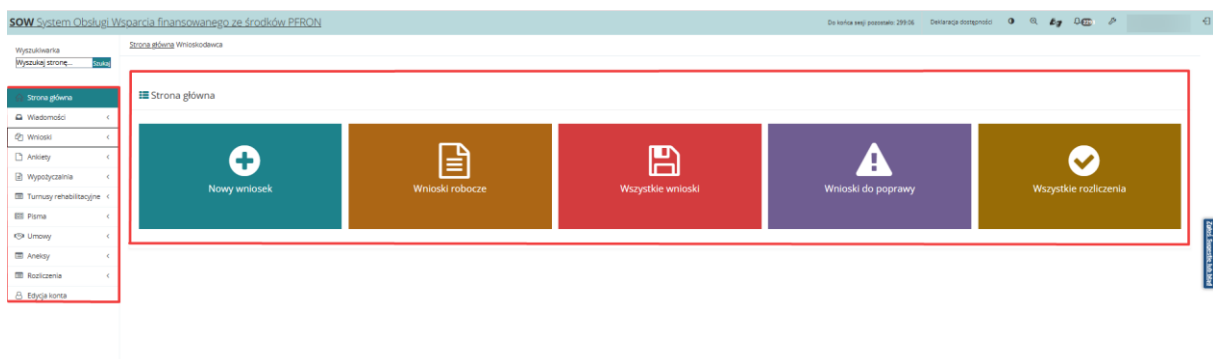 SOW System Obsługi Wsparcia finansowanego ze środków PFRON
Do końca sesji pozostało: 299:06 Deklaracja dostępności
Wyszukiwarka
Wyszukaj stronę... Szukaj
Strona główna Wnioskodawca
Strona główna
Wiadomości
Wnioski
Ankiety
Wypożyczalnia
Turnusy rehabilitacyjne
Pisma
Umowy
Aneksy
Rozliczenia
Edycja konta
Strona główna
Nowy wniosek
Wnioski robocze
Wszystkie wnioski
Wnioski do poprawy
Wszystkie rozliczenia